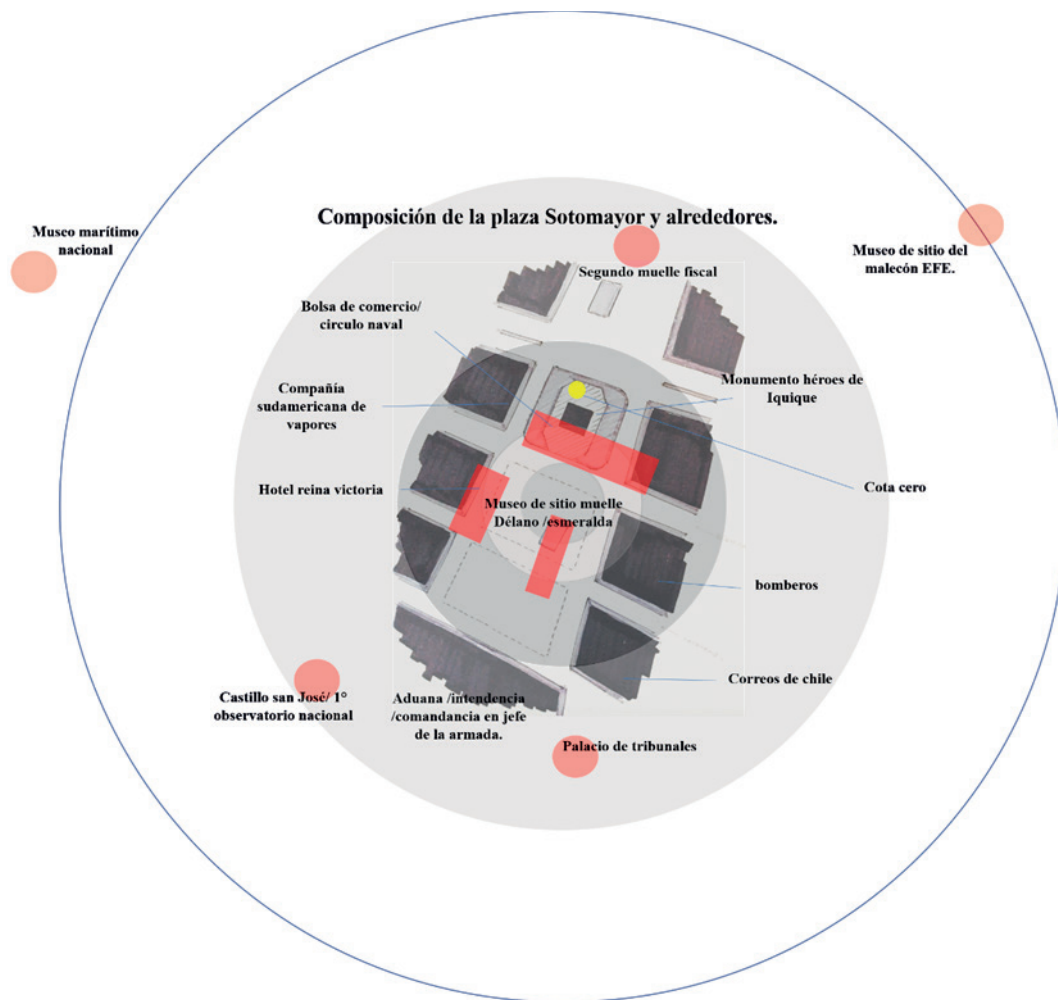 Composición de la plaza Sotomayor y alrededores.
Museo marítimo
nacional
Museo de sitio del
malecón EFE.
Segundo muelle fiscal
Bolsa de comercio/
circulo naval
Compañía
sudamericana de
vapores
Monumento héroes de
Iquique
Hotel reina victoria
Cota cero
Museo de sitio muelle
Délano /esmeralda
bomberos
Correos de chile
Castillo san José/ 1°
observatorio nacional
Aduana /intendencia
/comandancia en jefe
de la armada.
Palacio de tribunales